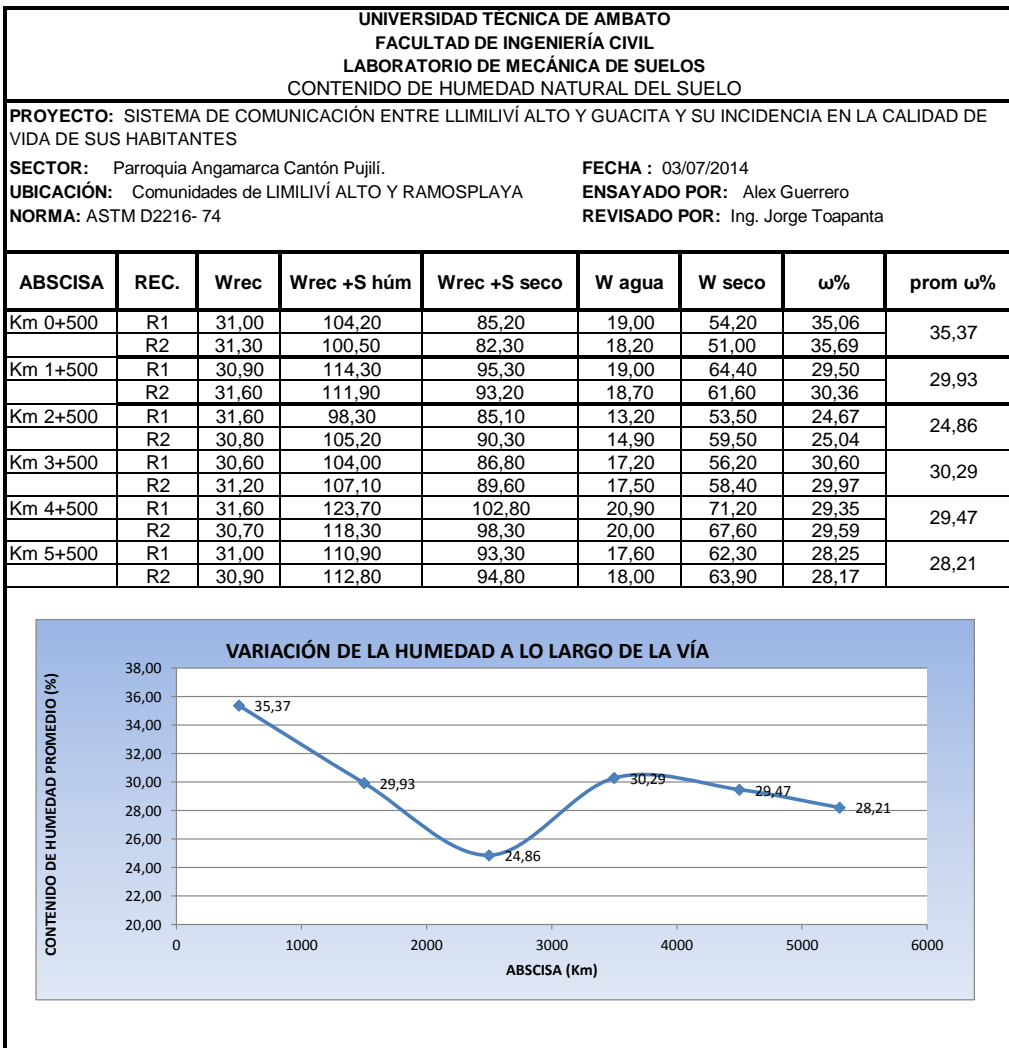 UNIVERSIDAD TÉCNICA DE AMBATO
FACULTAD DE INGENIERÍA CIVIL
LABORATORIO DE MECÁNICA DE SUELOS
CONTENIDO DE HUMEDAD NATURAL DEL SUELO
PROYECTO: SISTEMA DE COMUNICACIÓN ENTRE LLIMILIVÍ ALTO Y GUACITA Y SU INCIDENCIA EN LA CALIDAD DE
VIDA DE SUS HABITANTES
SECTOR: Parroquia Angamarca Cantón Pujilí. FECHA : 03/07/2014
UBICACIÓN: Comunidades de LIMILIVÍ ALTO Y RAMOSPLAYA ENSAYADO POR: Alex Guerrero
NORMA: ASTM D2216- 74 REVISADO POR: Ing. Jorge Toapanta
ABSCISA REC. Wrec Wrec +S húm Wrec +S seco W agua W seco ω% prom ω%
Km 0+500 R1 31,00 104,20 85,20 19,00 54,20 35,06 35,37
R2 31,30 100,50 82,30 18,20 51,00 35,69
Km 1+500 R1 30,90 114,30 95,30 19,00 64,40 29,50 29,93
R2 31,60 111,90 93,20 18,70 61,60 30,36
Km 2+500 R1 31,60 98,30 85,10 13,20 53,50 24,67 24,86
R2 30,80 105,20 90,30 14,90 59,50 25,04
Km 3+500 R1 30,60 104,00 86,80 17,20 56,20 30,60 30,29
R2 31,20 107,10 89,60 17,50 58,40 29,97
Km 4+500 R1 31,60 123,70 102,80 20,90 71,20 29,35 29,47
R2 30,70 118,30 98,30 20,00 67,60 29,59
Km 5+500 R1 31,00 110,90 93,30 17,60 62,30 28,25 28,21
R2 30,90 112,80 94,80 18,00 63,90 28,17
VARIACIÓN DE LA HUMEDAD A LO LARGO DE LA VÍA
CONTENIDO DE HUMEDAD PROMEDIO (%)
38,00
36,00
34,00
32,00
30,00
28,00
26,00
24,00
22,00
20,00
35,37
29,93
24,86
30,29
29,47
28,21
0 1000 2000 3000 4000 5000 6000
ABSCISA (Km)